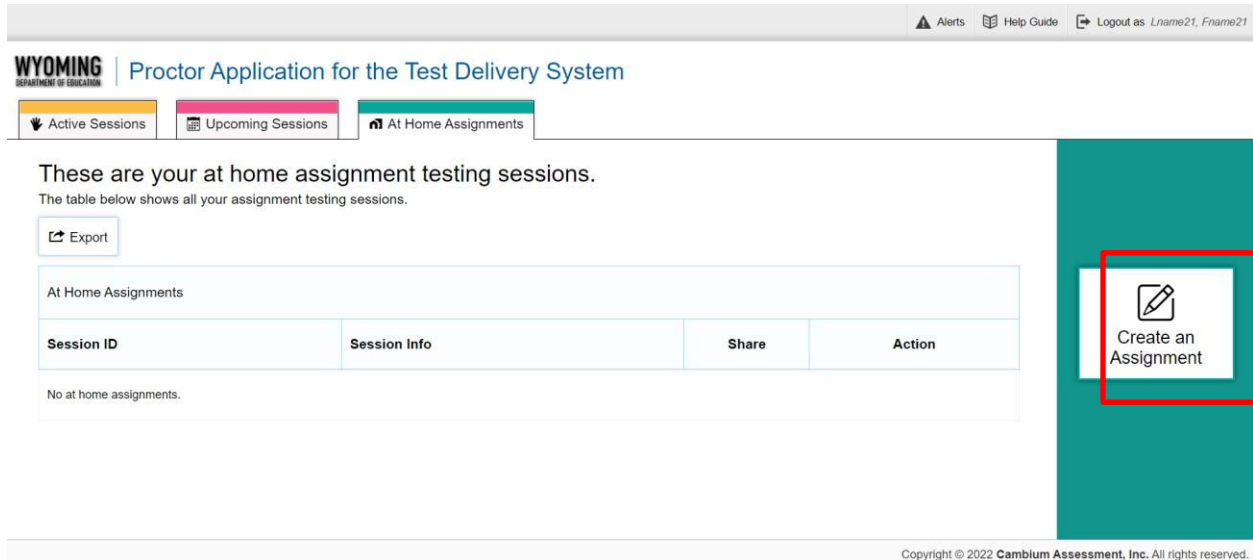 Alerts Help Guide Logout as Lname21, Fname21
WYOMING
DEPARTMENT OF EDUCATION
Proctor Application for the Test Delivery System
Active Sessions Upcoming Sessions At Home Assignments
These are your at home assignment testing sessions.
The table below shows all your assignment testing sessions.
Export
At Home Assignments
Session ID Session Info Share Action
No at home assignments.
Create an
Assignment
Copyright © 2022 Cambium Assessment, Inc. All rights reserved.